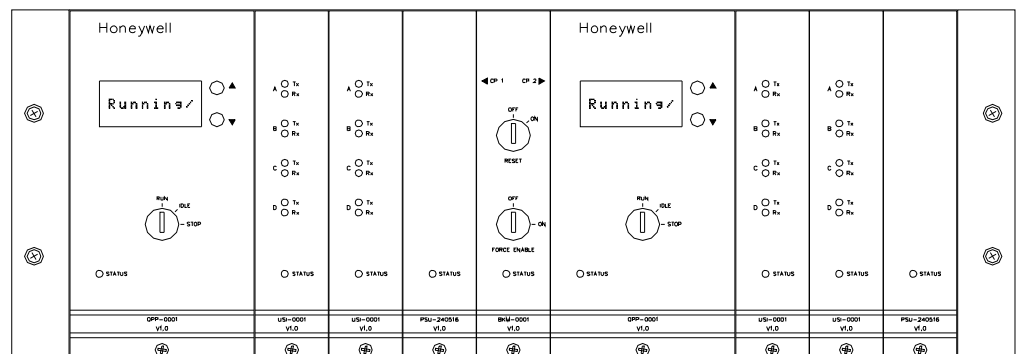 Honeywell
Running/
▲
▼
RUN
IDLE
STOP
STATUS
QPP-0001
v1.0
A Tx
Rx
B Tx
Rx
C Tx
Rx
D Tx
Rx
STATUS
USI-0001
v1.0
A Tx
Rx
B Tx
Rx
C Tx
Rx
D Tx
Rx
STATUS
USI-0001
v1.0
STATUS
PSU-240516
v1.0
◀ CP 1 CP 2 ▶
OFF
ON
RESET
OFF
ON
FORCE ENABLE
STATUS
BKM-0001
v1.0
Honeywell
Running/
▲
▼
RUN
IDLE
STOP
STATUS
QPP-0001
v1.0
A Tx
Rx
B Tx
Rx
C Tx
Rx
D Tx
Rx
STATUS
USI-0001
v1.0
A Tx
Rx
B Tx
Rx
C Tx
Rx
D Tx
Rx
STATUS
USI-0001
v1.0
STATUS
PSU-240516
v1.0